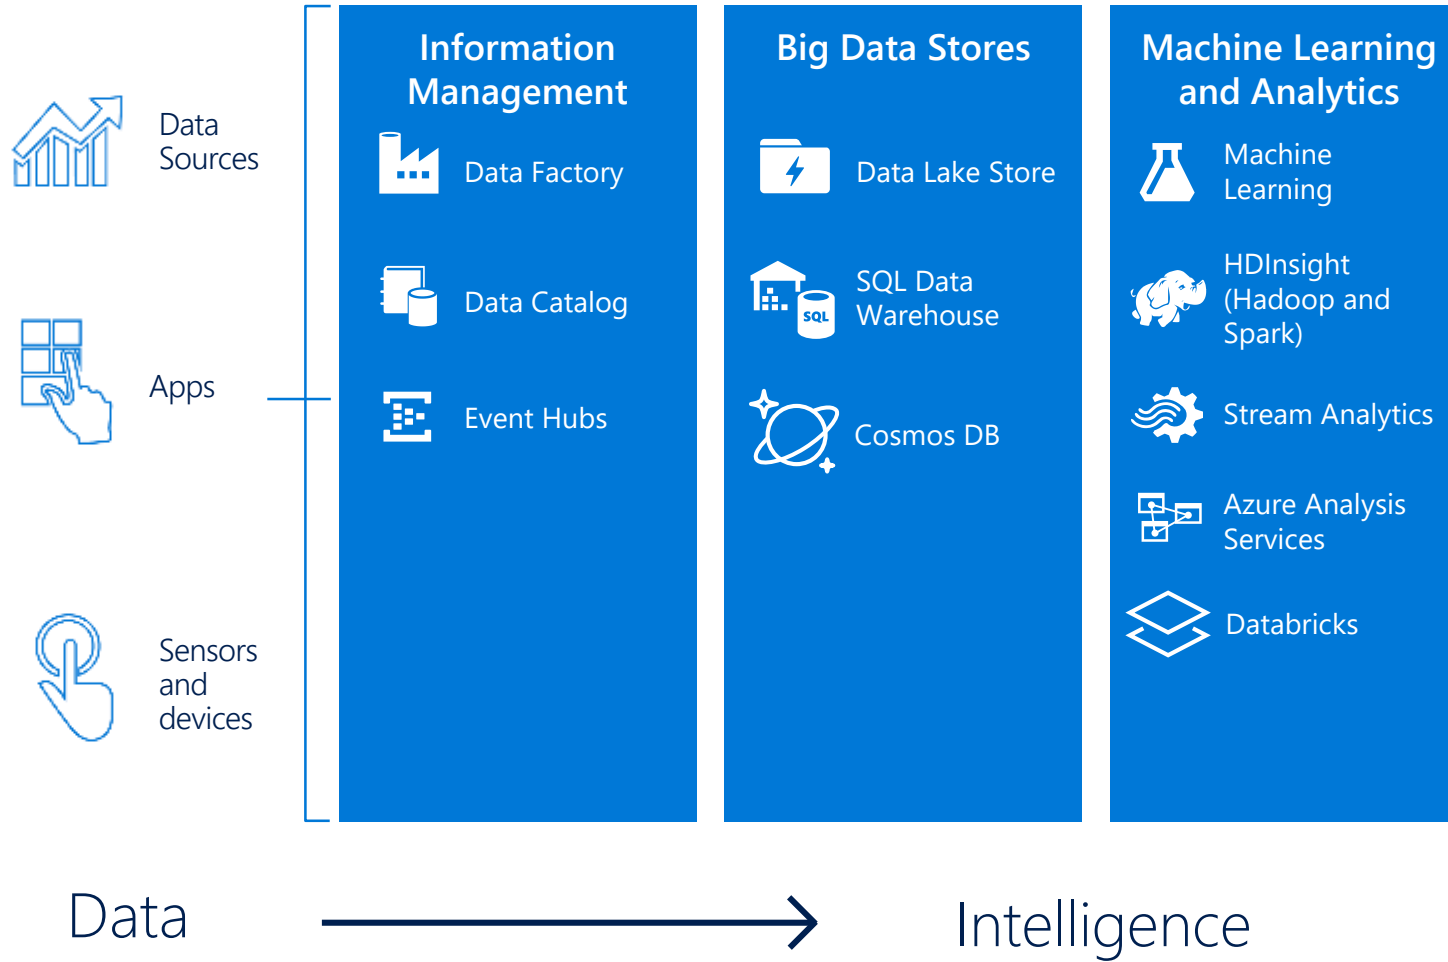 Data
Sources
Apps
Sensors
and
devices
Information
Management
Data Factory
Data Catalog
Event Hubs
Big Data Stores
Data Lake Store
SQL Data
Warehouse
SQL
Cosmos DB
Machine Learning
and Analytics
Machine
Learning
HDInsight
(Hadoop and
Spark)
Stream Analytics
Azure Analysis
Services
Databricks
Data
Intelligence